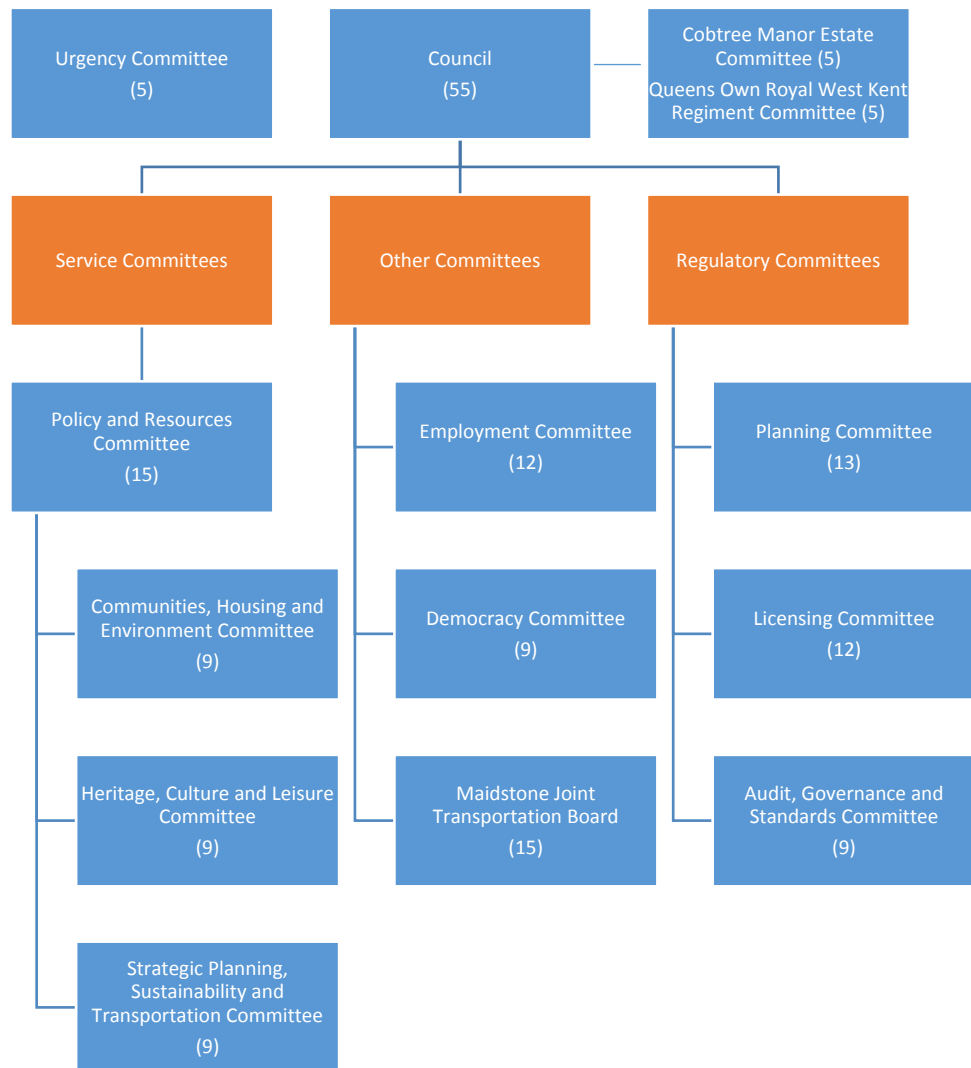 Urgency Committee
(5)
Council
(55)
Cobtree Manor Estate
Committee (5)
Queens Own Royal West Kent
Regiment Committee (5)
Service Committees
Other Committees
Regulatory Committees
Policy and Resources
Committee
(15)
Employment Committee
(12)
Planning Committee
(13)
Communities, Housing and
Environment Committee
(9)
Democracy Committee
(9)
Licensing Committee
(12)
Heritage, Culture and Leisure
Committee
(9)
Maidstone Joint
Transportation Board
(15)
Audit, Governance and
Standards Committee
(9)
Strategic Planning,
Sustainability and
Transportation Committee
(9)